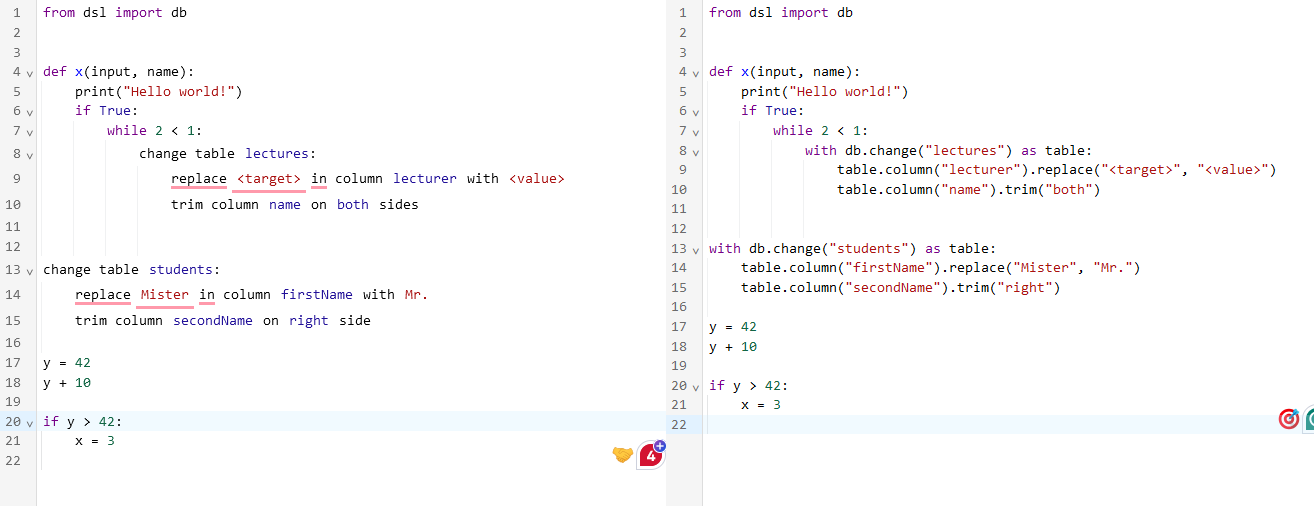 1 from dsl import db
2
3
4 def x(input, name):
5     print("Hello world!")
6     if True:
7         while 2 < 1:
8             change table lectures:
9                 replace <target> in column lecturer with <value>
10                 trim column name on both sides
11
12
13 change table students:
14     replace Mister in column firstName with Mr.
15     trim column secondName on right side
16
17 y = 42
18 y + 10
19
20 if y > 42:
21     x = 3
22
4
1 from dsl import db
2
3
4 def x(input, name):
5     print("Hello world!")
6     if True:
7         while 2 < 1:
8             with db.change("lectures") as table:
9                 table.column("lecturer").replace("<target>", "<value>")
10                 table.column("name").trim("both")
11
12
13 with db.change("students") as table:
14     table.column("firstName").replace("Mister", "Mr.")
15     table.column("secondName").trim("right")
16
17 y = 42
18 y + 10
19
20 if y > 42:
21     x = 3
22